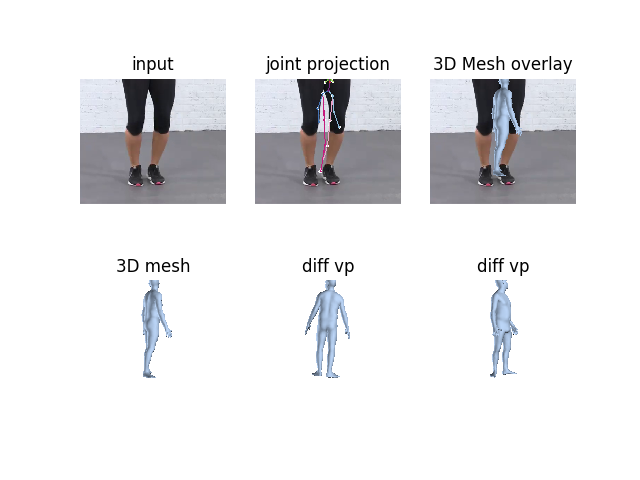 input
joint projection
3D Mesh overlay
3D mesh
diff vp
diff vp